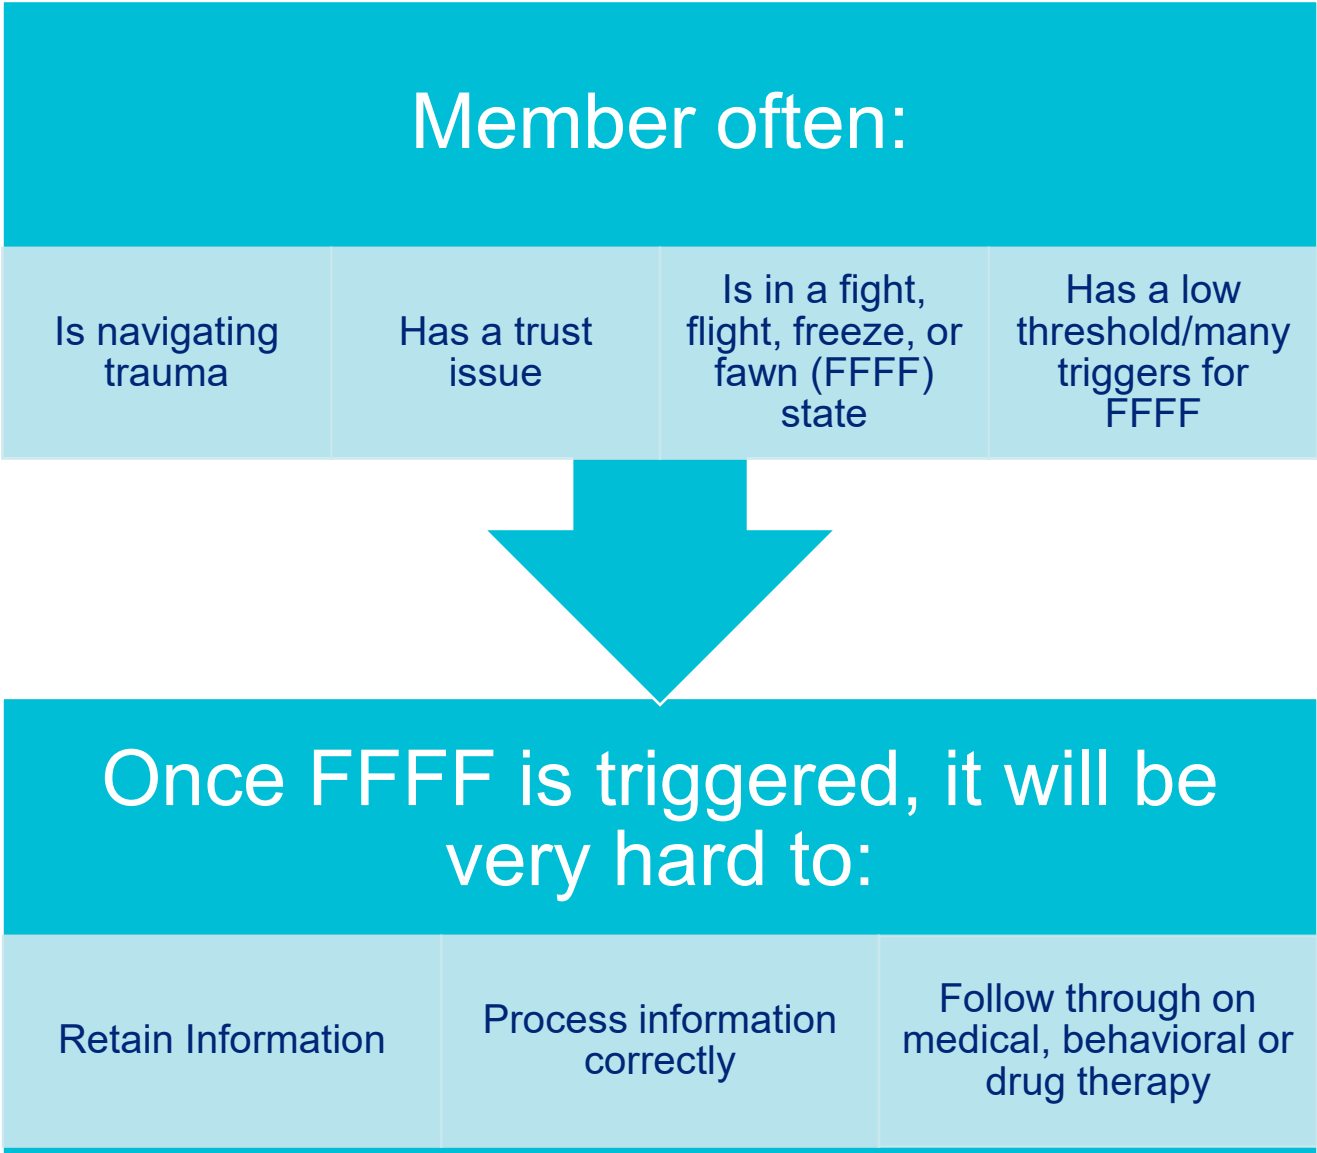 Member often:
Is navigating
trauma
Has a trust
issue
Is in a fight,
flight, freeze, or
fawn (FFFF)
state
Has a low
threshold/many
triggers for
FFFF
Once FFFF is triggered, it will be
very hard to:
Retain Information
Process information
correctly
Follow through on
medical, behavioral or
drug therapy